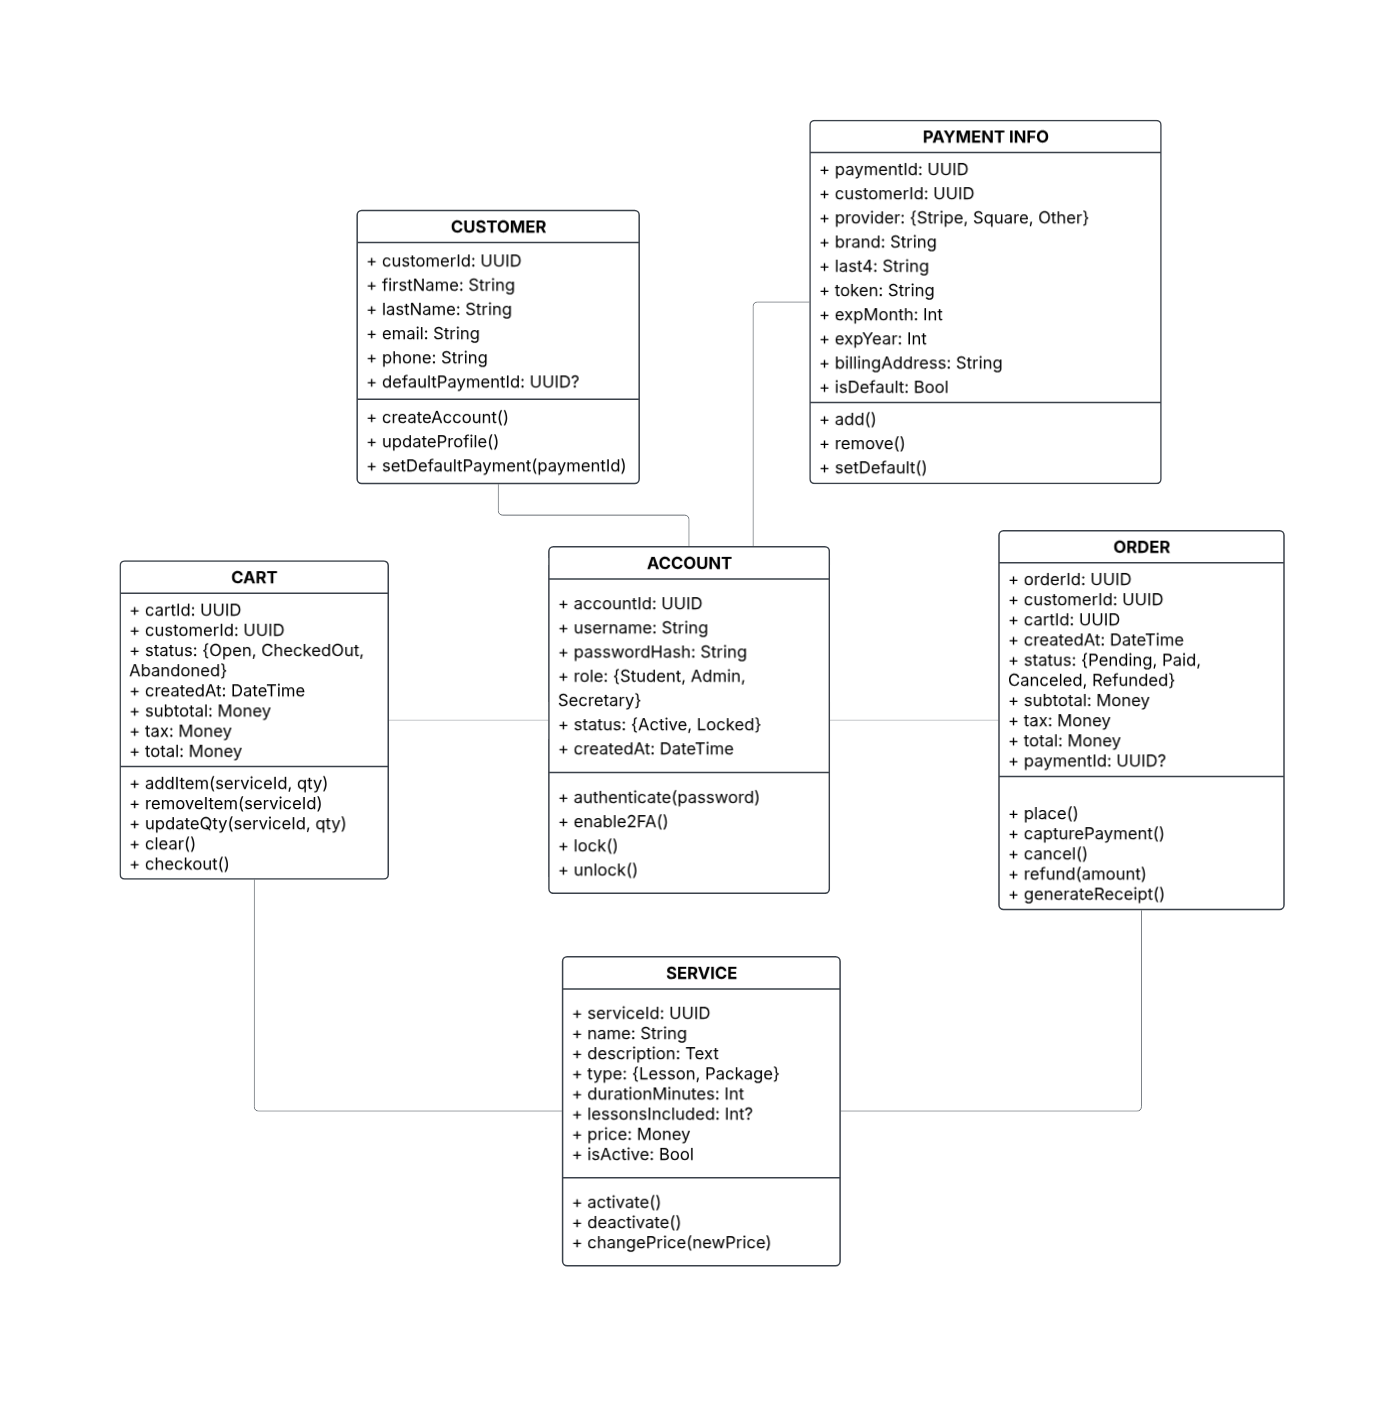 PAYMENT INFO
+ paymentId: UUID
+ customerId: UUID
+ provider: {Stripe, Square, Other}
+ brand: String
+ last4: String
+ token: String
+ expMonth: Int
+ expYear: Int
+ billingAddress: String
+ isDefault: Bool
+ add()
+ remove()
+ setDefault()
CUSTOMER
+ customerId: UUID
+ firstName: String
+ lastName: String
+ email: String
+ phone: String
+ defaultPaymentId: UUID?
+ createAccount()
+ updateProfile()
+ setDefaultPayment(paymentId)
CART
+ cartId: UUID
+ customerId: UUID
+ status: {Open, CheckedOut,
Abandoned}
+ createdAt: DateTime
+ subtotal: Money
+ tax: Money
+ total: Money
+ addItem(serviceId, qty)
+ removeItem(serviceId)
+ updateQty(serviceId, qty)
+ clear()
+ checkout()
ACCOUNT
+ accountId: UUID
+ username: String
+ passwordHash: String
+ role: {Student, Admin,
Secretary}
+ status: {Active, Locked}
+ createdAt: DateTime
+ authenticate(password)
+ enable2FA()
+ lock()
+ unlock()
ORDER
+ orderId: UUID
+ customerId: UUID
+ cartId: UUID
+ createdAt: DateTime
+ status: {Pending, Paid,
Canceled, Refunded}
+ subtotal: Money
+ tax: Money
+ total: Money
+ paymentId: UUID?
+ place()
+ capturePayment()
+ cancel()
+ refund(amount)
+ generateReceipt()
SERVICE
+ serviceId: UUID
+ name: String
+ description: Text
+ type: {Lesson, Package}
+ durationMinutes: Int
+ lessonsIncluded: Int?
+ price: Money
+ isActive: Bool
+ activate()
+ deactivate()
+ changePrice(newPrice)